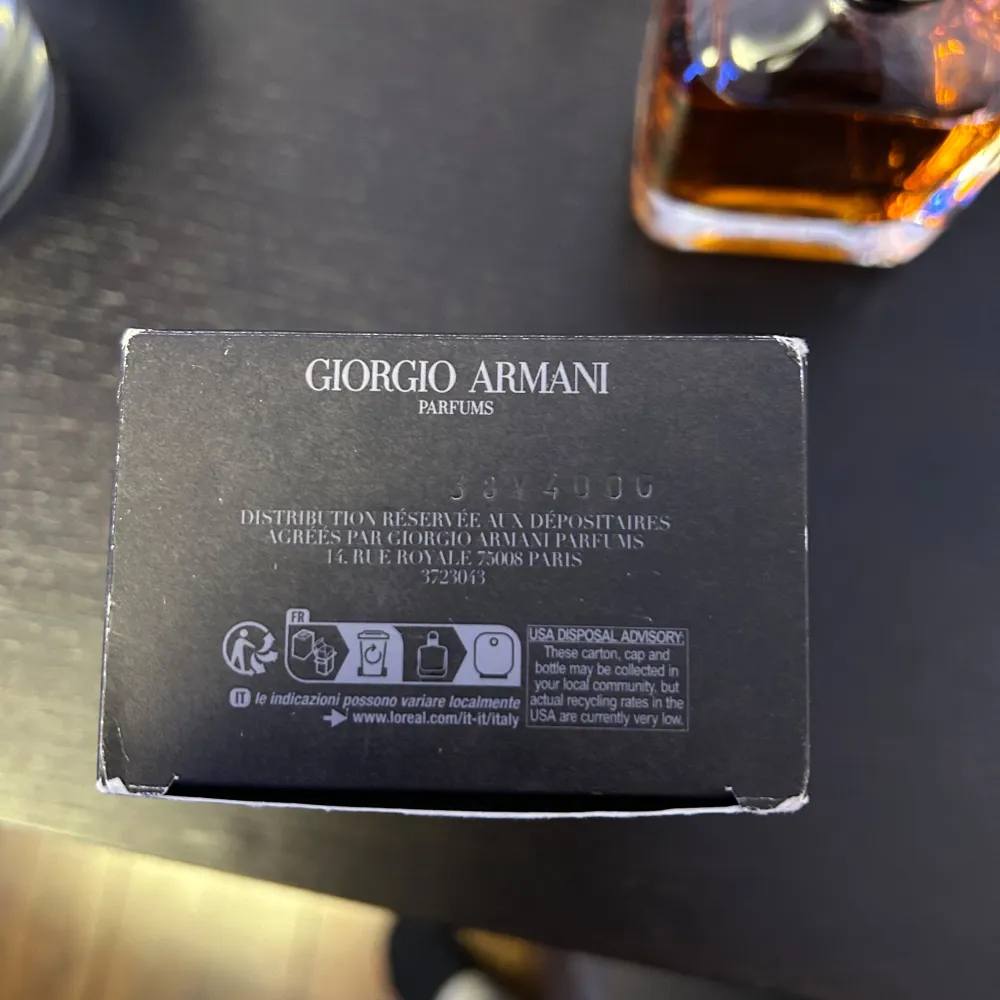 GIORGIO ARMANI
PARFUMS
38V400G
DISTRIBUTION RÉSERVÉE AUX DÉPOSITAIRES
AGRÉÉS PAR GIORGIO ARMANI PARFUMS
14, RUE ROYALE 75008 PARIS
3723043
FR
IT le indicazioni possono variare localmente
www.loreal.com/it-it/italy
USA DISPOSAL ADVISORY:
These carton, cap and
bottle may be collected in
your local community, but
actual recycling rates in the
USA are currently very low.